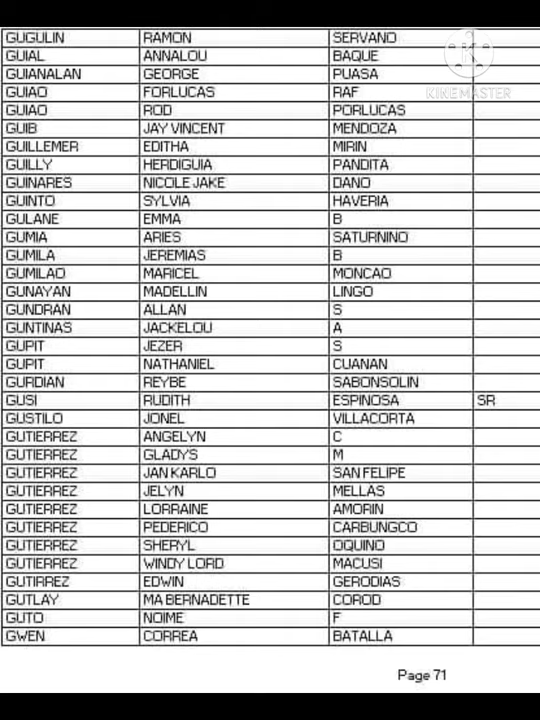 GUGULIN RAMON SERVANO
GUIAL ANNALOU BAQUE
GUIANALAN GEORGE PUASA
GUIAO FORLUCAS RAF
GUIAO ROD PORLUCAS
GUIB JAY VINCENT MENDOZA
GUILLEMER EDITHA MIRIN
GUILLY HERDIGUIA PANDITA
GUINARES NICOLE JAKE DANO
GUINTO SYLVIA HAVERIA
GULANE EMMA B
GUMIA ARIES SATURNINO
GUMILA JEREMIAS B
GUMILAO MARICEL MONCAO
GUNAYAN MADELLIN LINGO
GUNDRAN ALLAN S
GUNTINAS JACKELOU A
GUPIT JEZER S
GUPIT NATHANIEL CUANAN
GURDIAN REYBE SABONSOLIN
GUSI RUDITH ESPINOSA SR
GUSTILO JONEL VILLACORTA
GUTIERREZ ANGELYN C
GUTIERREZ GLADYS M
GUTIERREZ JAN KARLO SAN FELIPE
GUTIERREZ JELYN MELLAS
GUTIERREZ LORRAINE AMORIN
GUTIERREZ PEDERICO CARBUNGCO
GUTIERREZ SHERYL OQUINO
GUTIERREZ WINDY LORD MACUSI
GUTIRREZ EDWIN GERODIAS
GUTLAY MA BERNADETTE COROD
GUTO NOIME F
GWEN CORREA BATALLA
Page 71
KINEMASTER